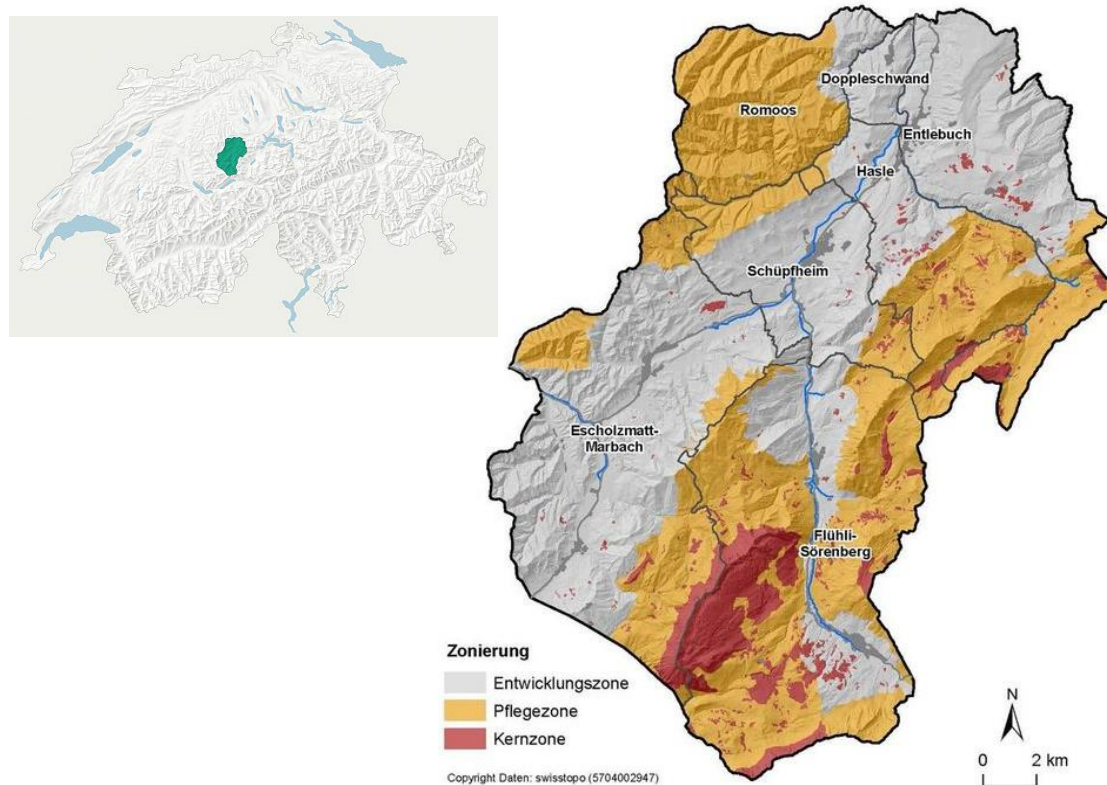 Doppleschwand
Romoos
Entlebuch
Hasle
Schüpfheim
Escholzmatt-
Marbach
Flühli-
Sörenberg
Zonierung
Entwicklungszone
Pflegezone
Kernzone
Copyright Daten: swisstopo (5704002947)
N
0 2 km